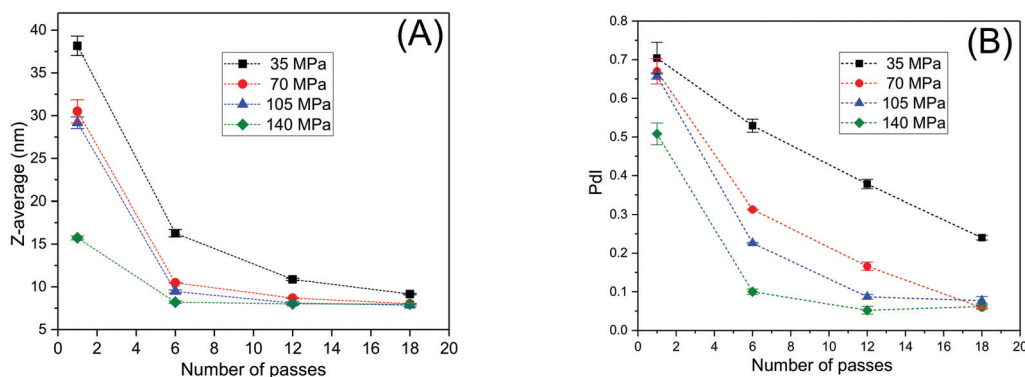 (A)
35 MPa
70 MPa
105 MPa
140 MPa
Z-average (nm)
40
35
30
25
20
15
10
5
0 2 4 6 8 10 12 14 16 18 20
Number of passes
(B)
35 MPa
70 MPa
105 MPa
140 MPa
PdI
0.8
0.7
0.6
0.5
0.4
0.3
0.2
0.1
0.0
0 2 4 6 8 10 12 14 16 18 20
Number of passes